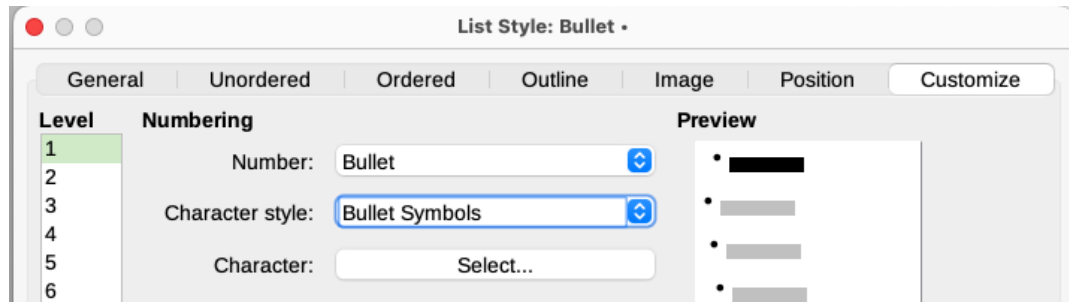 List Style: Bullet •
General Unordered Ordered Outline Image Position Customize
Level Numbering Preview
1
Number: Bullet
2
3
Character style: Bullet Symbols
4
5
Character: Select...
6